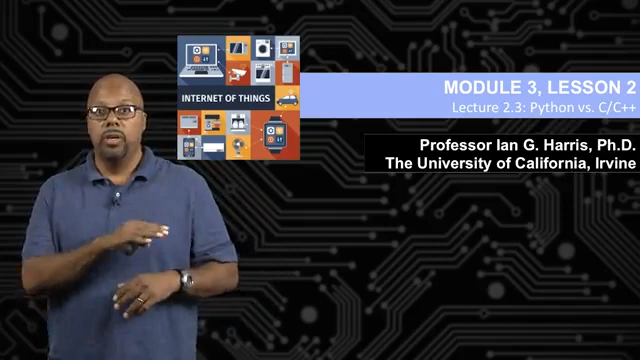 INTERNET OF THINGS
MODULE 3, LESSON 2
Lecture 2.3: Python vs. C/C++
Professor Ian G. Harris, Ph.D.
The University of California, Irvine